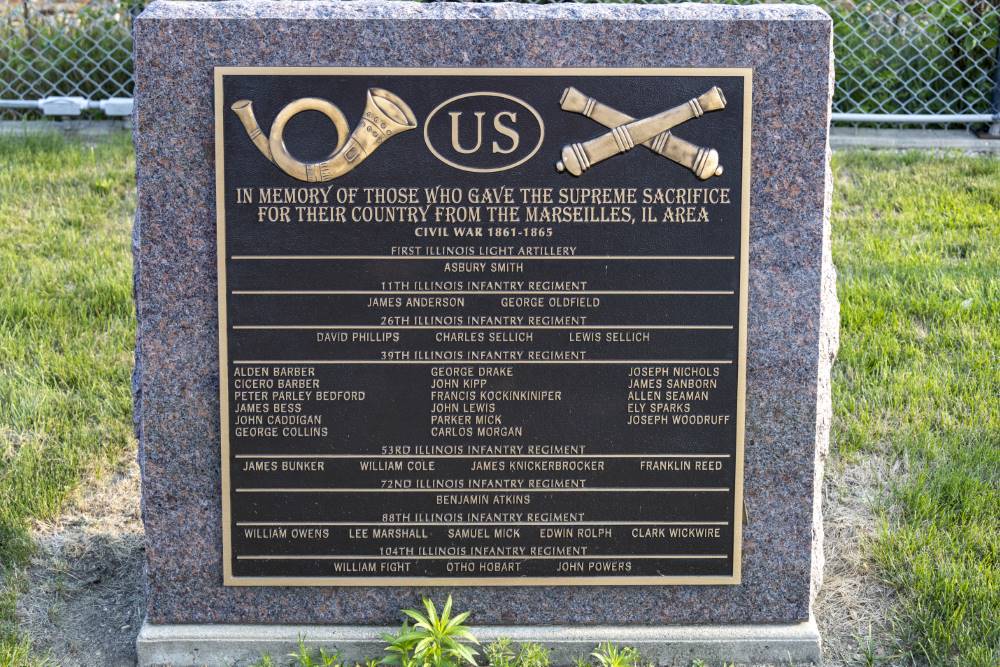 US
IN MEMORY OF THOSE WHO GAVE THE SUPREME SACRIFICE
FOR THEIR COUNTRY FROM THE MARSEILLES, IL AREA
CIVIL WAR 1861-1865
FIRST ILLINOIS LIGHT ARTILLERY
ASBURY SMITH
11TH ILLINOIS INFANTRY REGIMENT
JAMES ANDERSON GEORGE OLDFIELD
26TH ILLINOIS INFANTRY REGIMENT
DAVID PHILLIPS CHARLES SELLICH LEWIS SELLICH
39TH ILLINOIS INFANTRY REGIMENT
ALDEN BARBER GEORGE DRAKE JOSEPH NICHOLS
CICERO BARBER JOHN KIPP JAMES SANBORN
PETER PARLEY BEDFORD FRANCIS KOCKINKINIPER ALLEN SEAMAN
JAMES BESS JOHN LEWIS ELY SPARKS
JOHN CADDIGAN PARKER MICK JOSEPH WOODRUFF
GEORGE COLLINS CARLOS MORGAN
53RD ILLINOIS INFANTRY REGIMENT
JAMES BUNKER WILLIAM COLE JAMES KNICKERBROCKER FRANKLIN REED
72ND ILLINOIS INFANTRY REGIMENT
BENJAMIN ATKINS
88TH ILLINOIS INFANTRY REGIMENT
WILLIAM OWENS LEE MARSHALL SAMUEL MICK EDWIN ROLPH CLARK WICKWIRE
104TH ILLINOIS INFANTRY REGIMENT
WILLIAM FIGHT OTHO HOBART JOHN POWERS